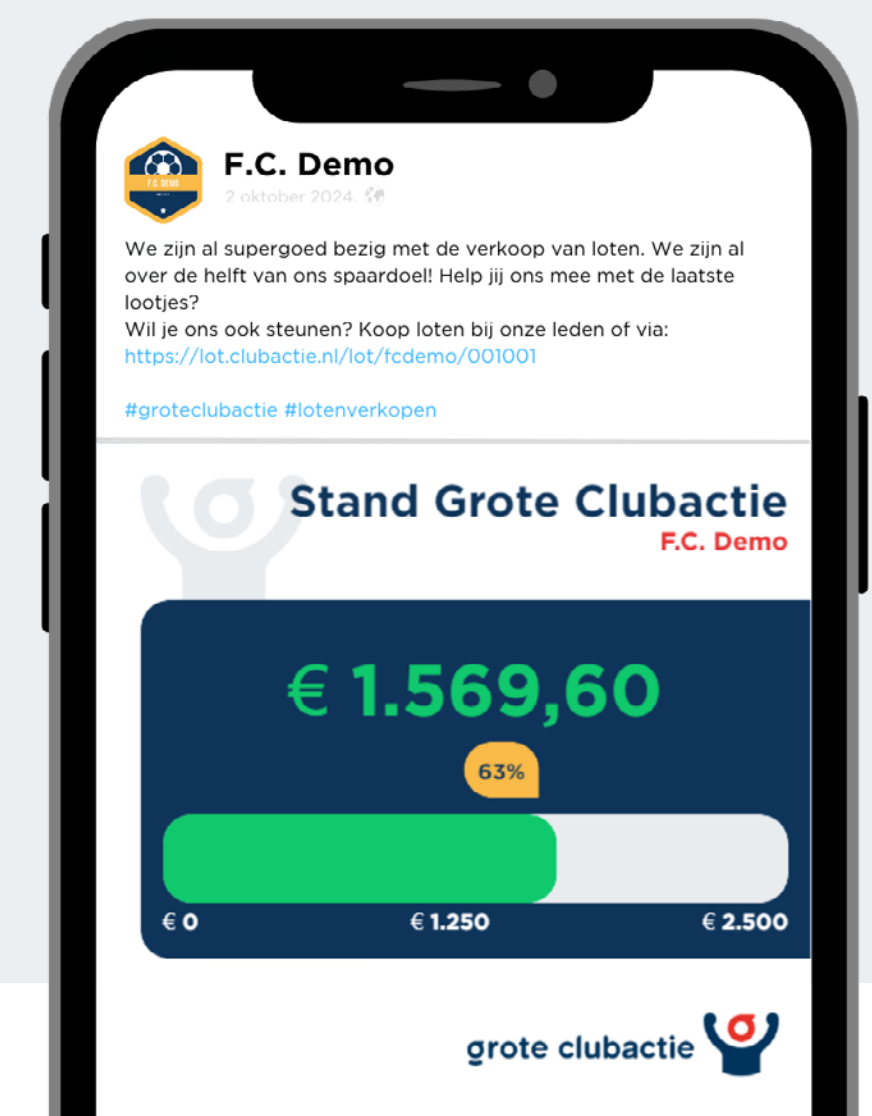 F.C. Demo
2 oktober 2024.
F.C. DEMO
We zijn al supergoed bezig met de verkoop van loten. We zijn al
over de helft van ons spaardoel! Help jij ons mee met de laatste
lootjes?
Wil je ons ook steunen? Koop loten bij onze leden of via:
https://lot.clubactie.nl/lot/fcdemo/001001
#groteclubactie #lotenverkopen
Stand Grote Clubactie
F.C. Demo
€ 1.569,60
63%
€ 0 € 1.250 € 2.500
grote clubactie